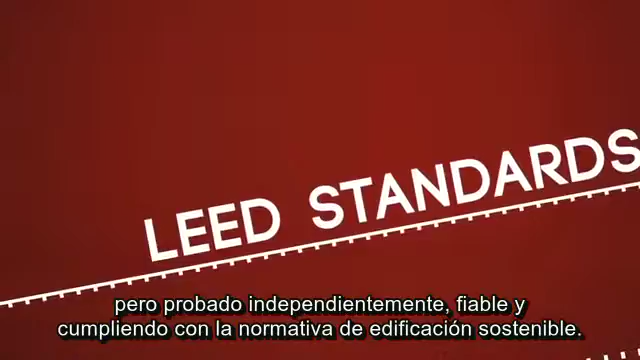 LEED STANDARDS
pero probado independientemente, fiable y
cumpliendo con la normativa de edificación sostenible.